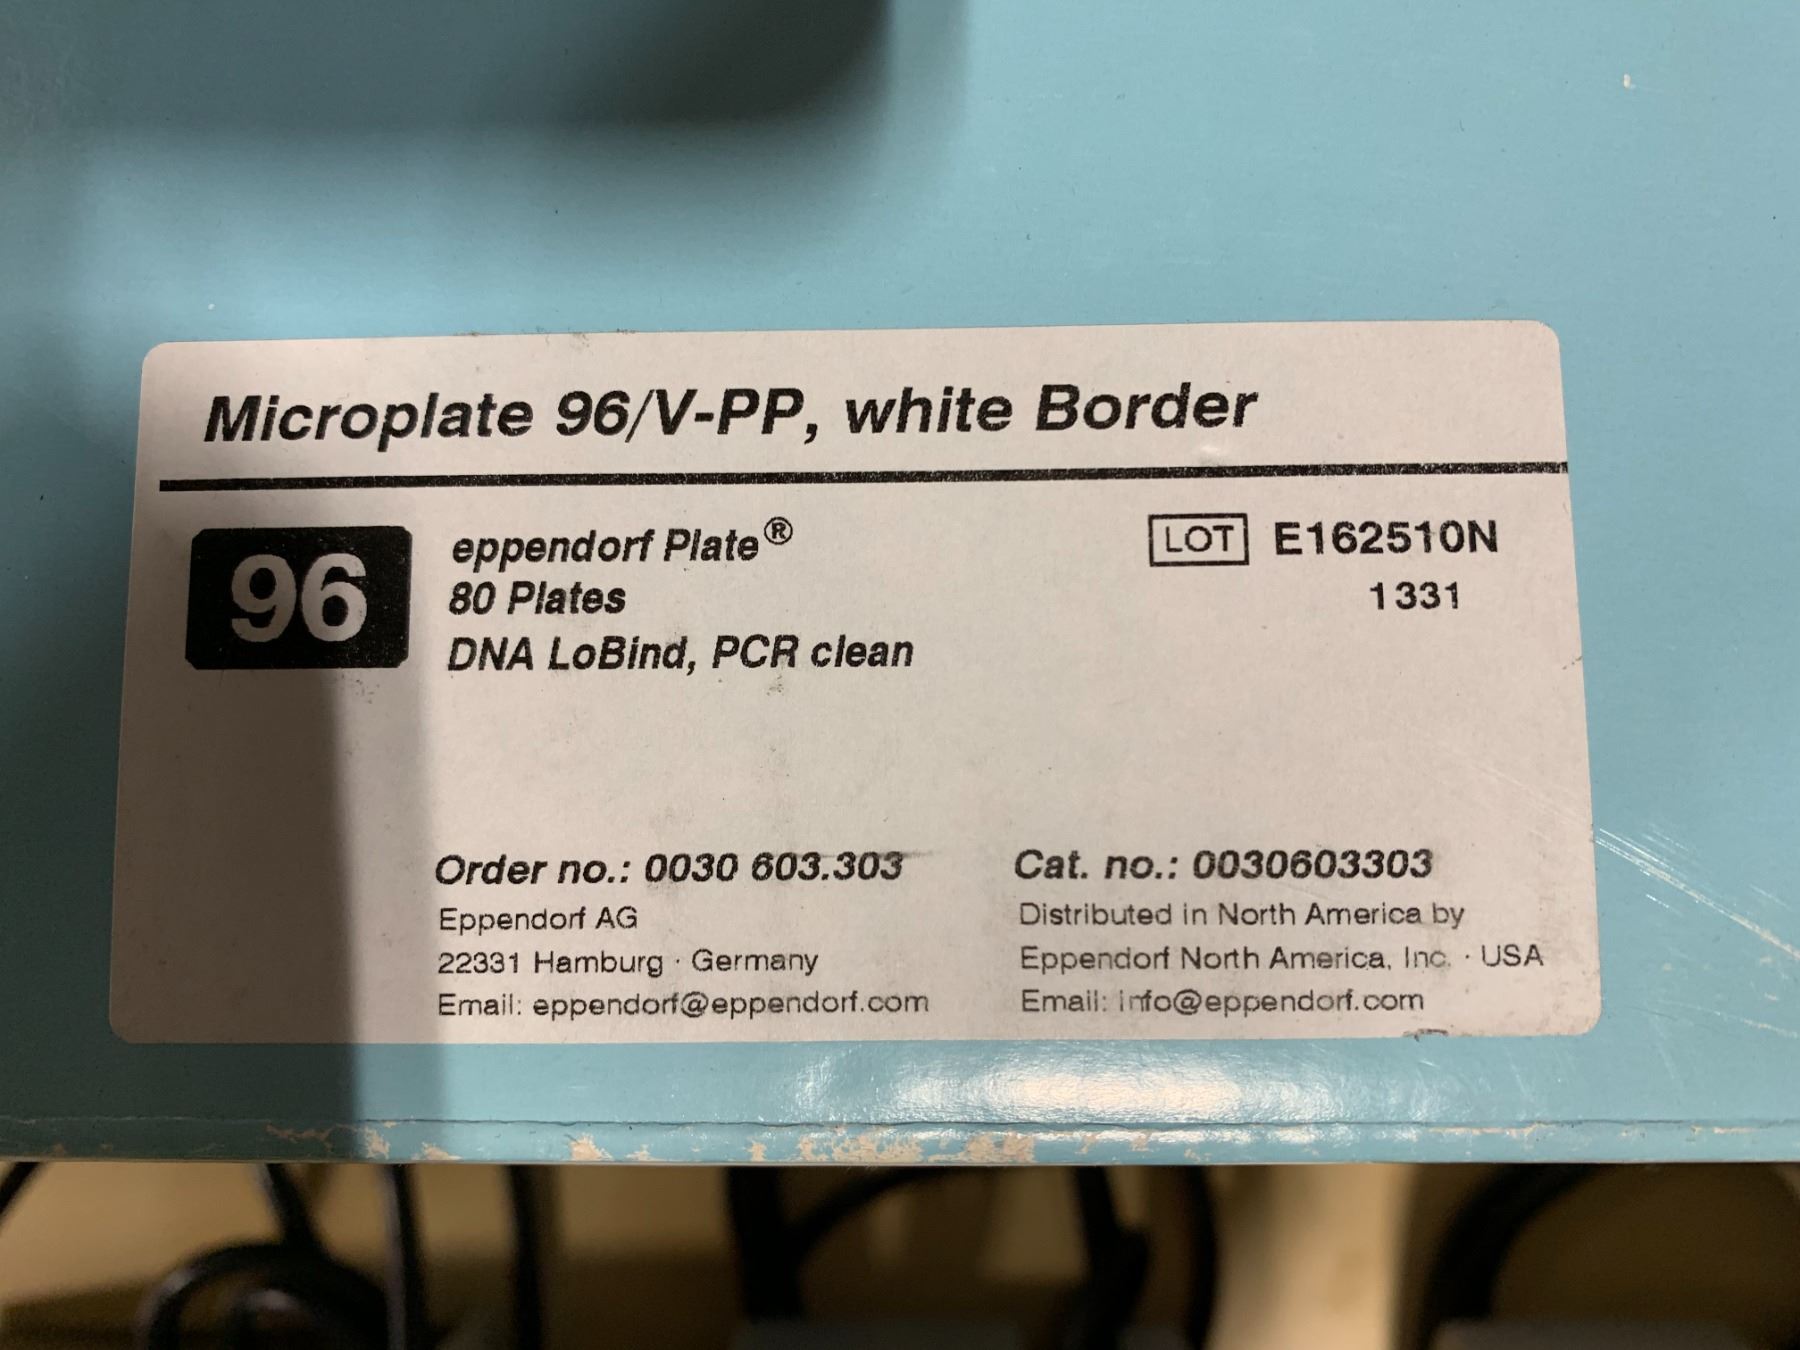 Microplate 96/V-PP, white Border
96
eppendorf Plate®
80 Plates
DNA LoBind, PCR clean
LOT E162510N
1331
Order no.: 0030 603.303
Eppendorf AG
22331 Hamburg · Germany
Email: eppendorf@eppendorf.com
Cat. no.: 0030603303
Distributed in North America by
Eppendorf North America, Inc. · USA
Email: info@eppendorf.com